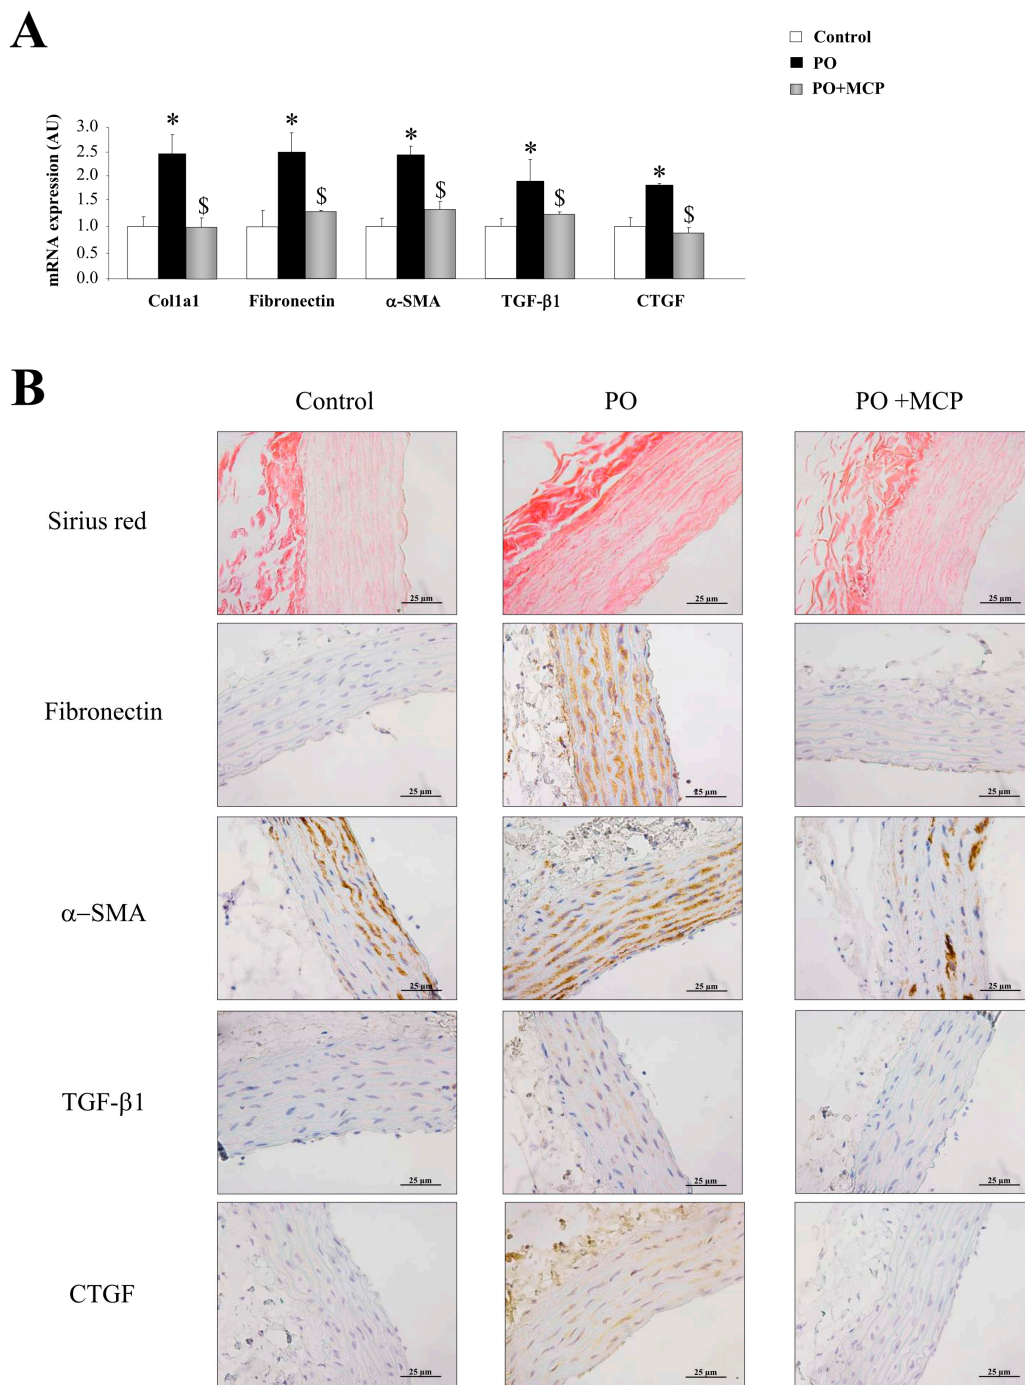 A
Control
PO
PO+MCP
mRNA expression (AU)
3.0
2.5
2.0
1.5
1.0
0.5
0.0
* $ * $ * $ * $ * $
Col1a1 Fibronectin α-SMA TGF-β1 CTGF
B
Control PO PO +MCP
Sirius red
25 µm 25 µm 25 µm
Fibronectin
25 µm 25 µm 25 µm
α–SMA
25 µm 25 µm 25 µm
TGF-β1
25 µm 25 µm 25 µm
CTGF
25 µm 25 µm 25 µm